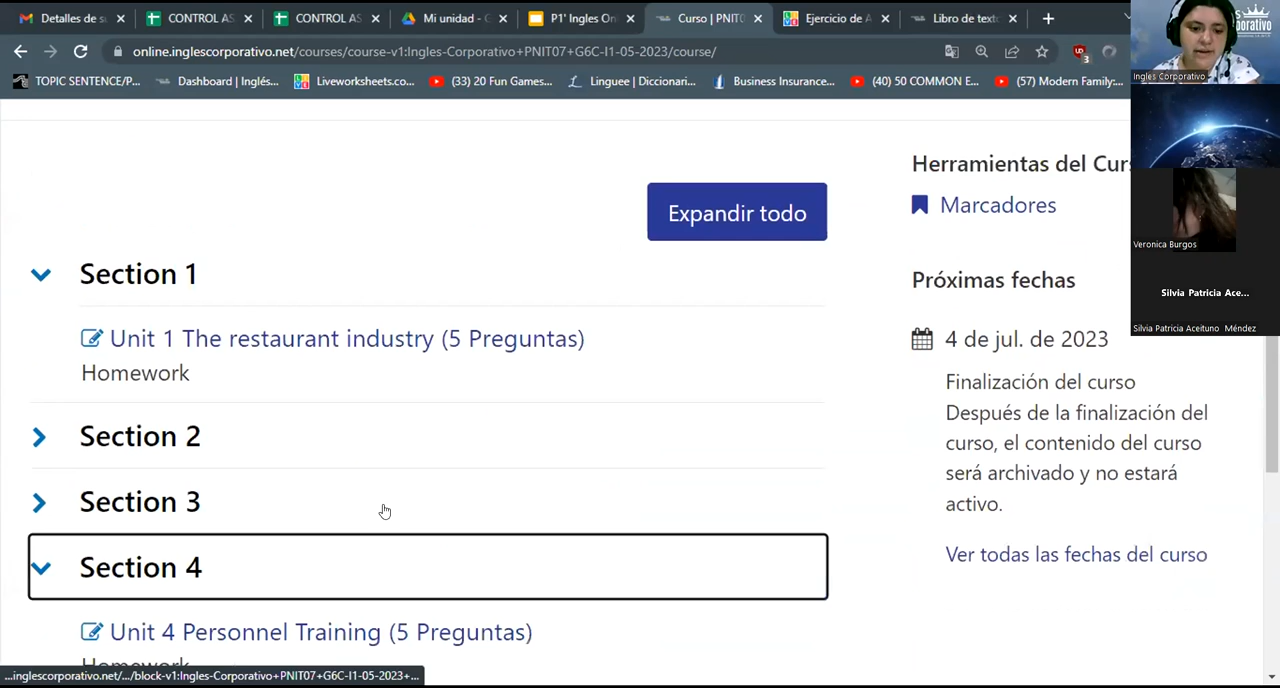 Detalles de su
CONTROL AS
CONTROL AS
Mi unidad - G
P1' Ingles On
Curso | PNIT0
Ejercicio de A
Libro de texto
online.inglescorporativo.net/courses/course-v1:Ingles-Corporativo+PNIT07+G6C-I1-05-2023/course/
TOPIC SENTENCE/P...
Dashboard | Inglés...
Liveworksheets.co...
(33) 20 Fun Games...
Linguee | Diccionari...
Business Insurance...
(40) 50 COMMON E...
(57) Modern Family:...
Ingles Corporativo
Veronica Burgos
Silvia Patricia Ace...
Silvia Patricia Aceituno Méndez
Expandir todo
Section 1
Unit 1 The restaurant industry (5 Preguntas)
Homework
Section 2
Section 3
Section 4
Unit 4 Personnel Training (5 Preguntas)
Homework
Herramientas del Cur
Marcadores
Próximas fechas
4 de jul. de 2023
Finalización del curso
Después de la finalización del
curso, el contenido del curso
será archivado y no estará
activo.
Ver todas las fechas del curso
...inglescorporativo.net/.../block-v1:Ingles-Corporativo+PNIT07+G6C-I1-05-2023+...